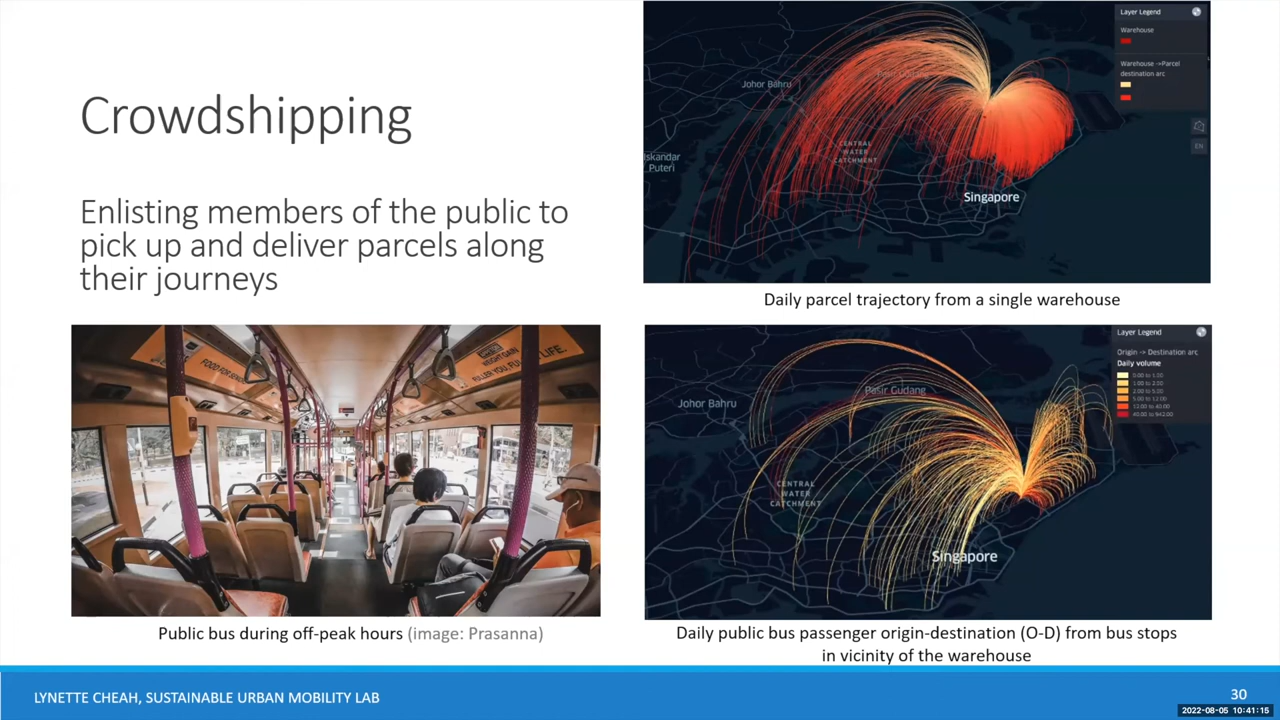 Crowdshipping
Enlisting members of the public to
pick up and deliver parcels along
their journeys
Layer Legend
Warehouse
Warehouse ->Parcel
destination arc
EN
Johor Bahru
Pasir Gudang
Iskandar
Puteri
CENTRAL
WATER
CATCHMENT
Singapore
Daily parcel trajectory from a single warehouse
FOOD FOR
LIFE.
Public bus during off-peak hours (image: Prasanna)
Layer Legend
Origin -> Destination arc
Daily volume
0.00 to 1.00
1.00 to 2.00
2.00 to 5.00
5.00 to 12.00
12.00 to 40.00
Pasir Gudang
Johor Bahru
CENTRAL
WATER
CATCHMENT
Singapore
Daily public bus passenger origin-destination (O-D) from bus stops
in vicinity of the warehouse
LYNETTE CHEAH, SUSTAINABLE URBAN MOBILITY LAB
30
2022-08-05 10:41:15